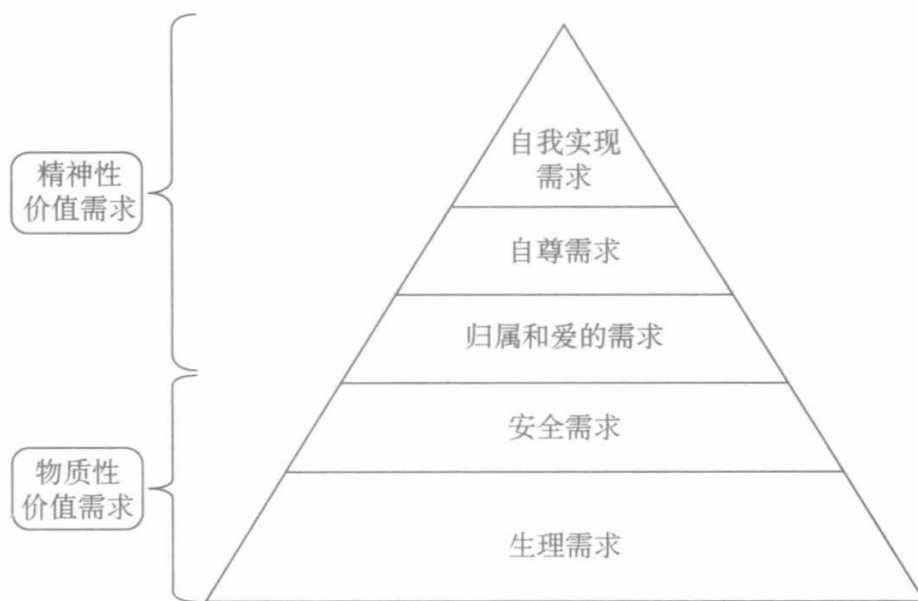 精神性
价值需求
物质性
价值需求
自我实现
需求
自尊需求
归属和爱的需求
安全需求
生理需求